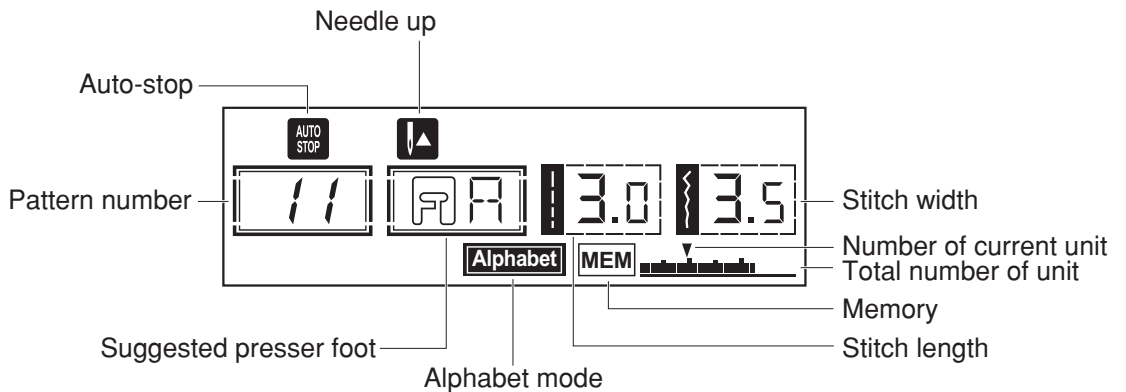 Needle up
Auto-stop
AUTO
STOP
Pattern number
11
A
3.0
3.5
Stitch width
Alphabet
MEM
Number of current unit
Total number of unit
Memory
Suggested presser foot
Stitch length
Alphabet mode